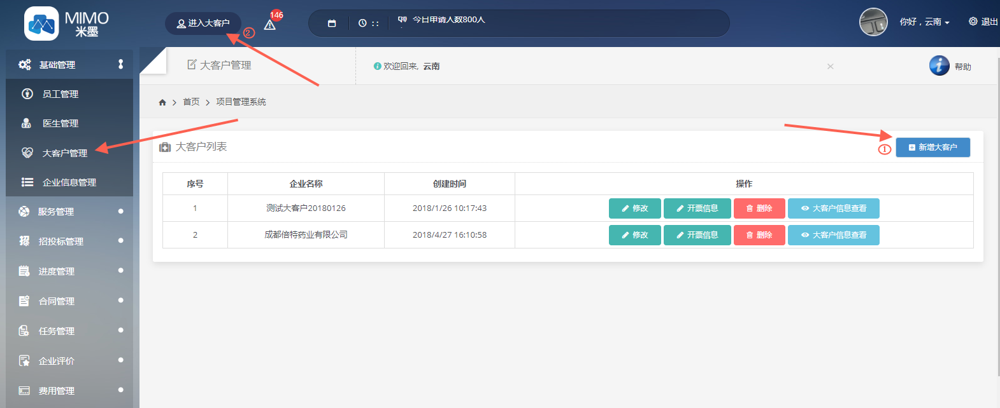 MIMO
米墨
进入大客户
②
146
: :
今日申请人数800人
你好，云南
退出
基础管理
员工管理
医生管理
大客户管理
企业信息管理
服务管理
招投标管理
进度管理
合同管理
任务管理
企业评价
费用管理
大客户管理
欢迎回来, 云南
×
帮助
首页
项目管理系统
大客户列表
①
新增大客户
序号 企业名称 创建时间 操作
1 测试大客户20180126 2018/1/26 10:17:43 修改 开票信息 删除 大客户信息查看
2 成都倍特药业有限公司 2018/4/27 16:10:58 修改 开票信息 删除 大客户信息查看